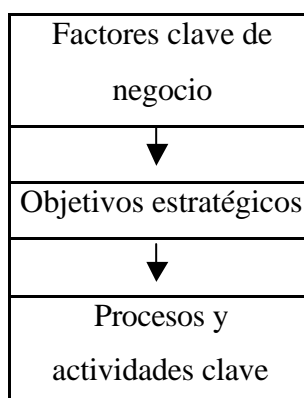 Factores clave de
negocio
Objetivos estratégicos
Procesos y
actividades clave